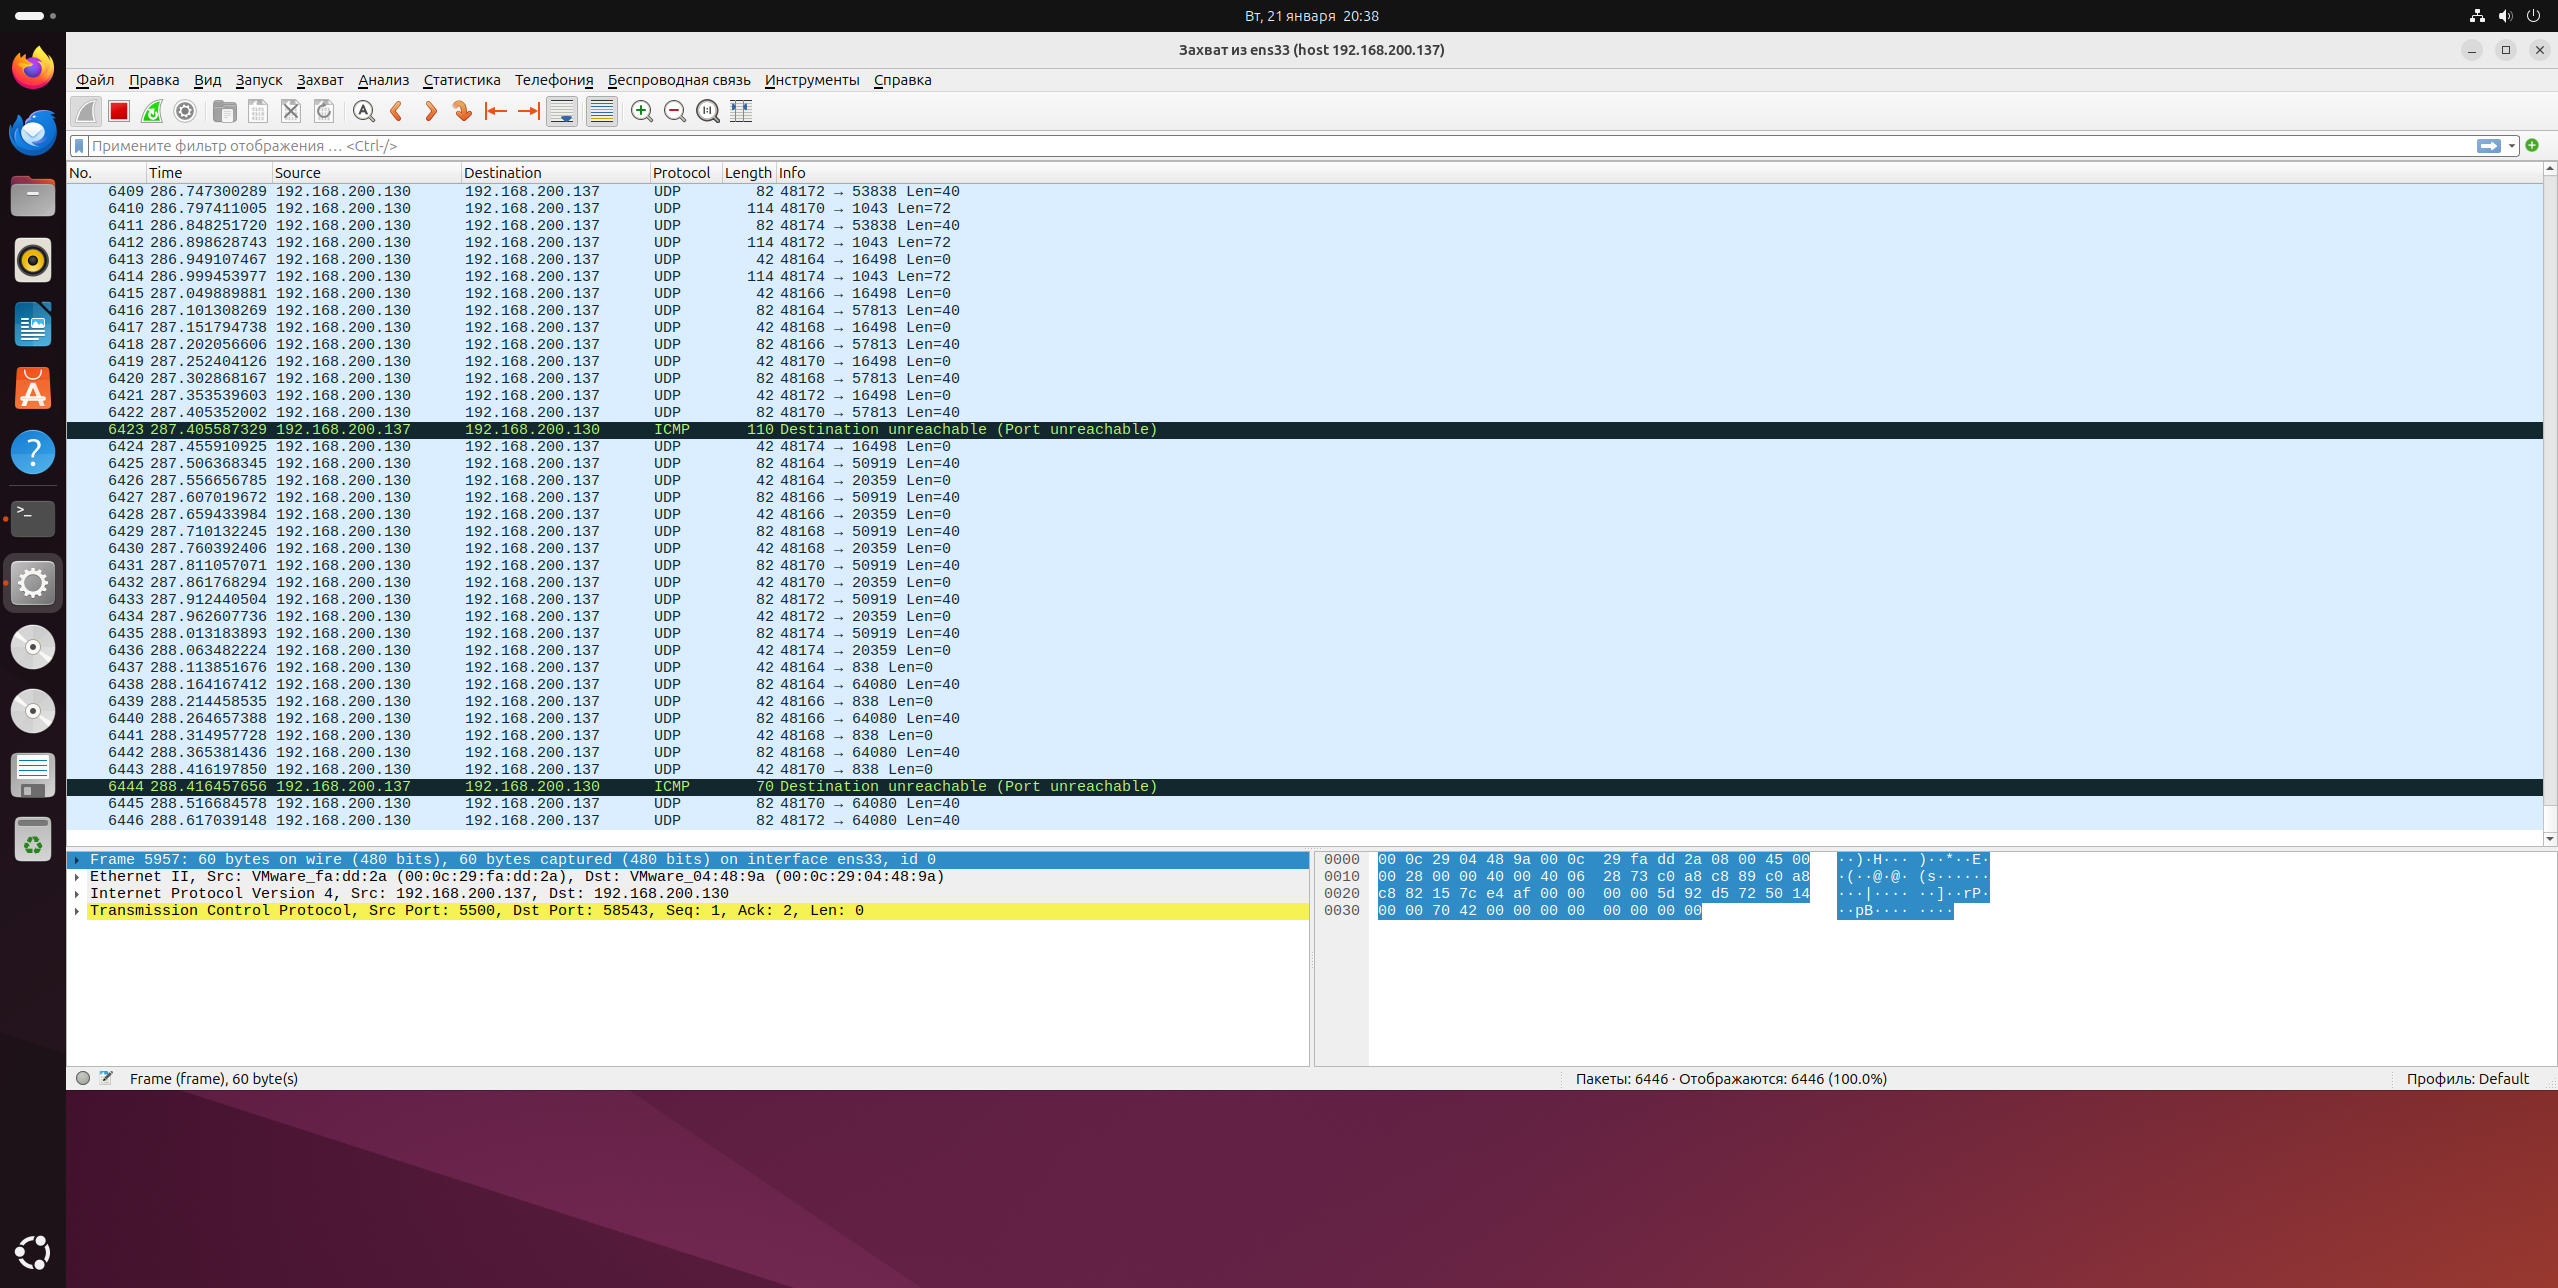 Вт, 21 января 20:38
Захват из ens33 (host 192.168.200.137)
Файл Правка Вид Запуск Захват Анализ Статистика Телефония Беспроводная связь Инструменты Справка
Примените фильтр отображения … <Ctrl-/>
No. Time Source Destination Protocol Length Info
6409 286.747300289 192.168.200.130 192.168.200.137 UDP 82 48172 → 53838 Len=40
6410 286.797411005 192.168.200.130 192.168.200.137 UDP 114 48170 → 1043 Len=72
6411 286.848251720 192.168.200.130 192.168.200.137 UDP 82 48174 → 53838 Len=40
6412 286.898628743 192.168.200.130 192.168.200.137 UDP 114 48172 → 1043 Len=72
6413 286.949107467 192.168.200.130 192.168.200.137 UDP 42 48164 → 16498 Len=0
6414 286.999453977 192.168.200.130 192.168.200.137 UDP 114 48174 → 1043 Len=72
6415 287.049889881 192.168.200.130 192.168.200.137 UDP 42 48166 → 16498 Len=0
6416 287.101308269 192.168.200.130 192.168.200.137 UDP 82 48164 → 57813 Len=40
6417 287.151794738 192.168.200.130 192.168.200.137 UDP 42 48168 → 16498 Len=0
6418 287.202056606 192.168.200.130 192.168.200.137 UDP 82 48166 → 57813 Len=40
6419 287.252404126 192.168.200.130 192.168.200.137 UDP 42 48170 → 16498 Len=0
6420 287.302868167 192.168.200.130 192.168.200.137 UDP 82 48168 → 57813 Len=40
6421 287.353539603 192.168.200.130 192.168.200.137 UDP 42 48172 → 16498 Len=0
6422 287.405352002 192.168.200.130 192.168.200.137 UDP 82 48170 → 57813 Len=40
6423 287.405587329 192.168.200.137 192.168.200.130 ICMP 110 Destination unreachable (Port unreachable)
6424 287.455910925 192.168.200.130 192.168.200.137 UDP 42 48174 → 16498 Len=0
6425 287.506368345 192.168.200.130 192.168.200.137 UDP 82 48164 → 50919 Len=40
6426 287.556656785 192.168.200.130 192.168.200.137 UDP 42 48164 → 20359 Len=0
6427 287.607019672 192.168.200.130 192.168.200.137 UDP 82 48166 → 50919 Len=40
6428 287.659433984 192.168.200.130 192.168.200.137 UDP 42 48166 → 20359 Len=0
6429 287.710132245 192.168.200.130 192.168.200.137 UDP 82 48168 → 50919 Len=40
6430 287.760392406 192.168.200.130 192.168.200.137 UDP 42 48168 → 20359 Len=0
6431 287.811057071 192.168.200.130 192.168.200.137 UDP 82 48170 → 50919 Len=40
6432 287.861768294 192.168.200.130 192.168.200.137 UDP 42 48170 → 20359 Len=0
6433 287.912440504 192.168.200.130 192.168.200.137 UDP 82 48172 → 50919 Len=40
6434 287.962607736 192.168.200.130 192.168.200.137 UDP 42 48172 → 20359 Len=0
6435 288.013183893 192.168.200.130 192.168.200.137 UDP 82 48174 → 50919 Len=40
6436 288.063482224 192.168.200.130 192.168.200.137 UDP 42 48174 → 20359 Len=0
6437 288.113851676 192.168.200.130 192.168.200.137 UDP 42 48164 → 838 Len=0
6438 288.164167412 192.168.200.130 192.168.200.137 UDP 82 48164 → 64080 Len=40
6439 288.214458535 192.168.200.130 192.168.200.137 UDP 42 48166 → 838 Len=0
6440 288.264657388 192.168.200.130 192.168.200.137 UDP 82 48166 → 64080 Len=40
6441 288.314957728 192.168.200.130 192.168.200.137 UDP 42 48168 → 838 Len=0
6442 288.365381436 192.168.200.130 192.168.200.137 UDP 82 48168 → 64080 Len=40
6443 288.416197850 192.168.200.130 192.168.200.137 UDP 42 48170 → 838 Len=0
6444 288.416457656 192.168.200.137 192.168.200.130 ICMP 70 Destination unreachable (Port unreachable)
6445 288.516684578 192.168.200.130 192.168.200.137 UDP 82 48170 → 64080 Len=40
6446 288.617039148 192.168.200.130 192.168.200.137 UDP 82 48172 → 64080 Len=40
Frame 5957: 60 bytes on wire (480 bits), 60 bytes captured (480 bits) on interface ens33, id 0
Ethernet II, Src: VMware_fa:dd:2a (00:0c:29:fa:dd:2a), Dst: VMware_04:48:9a (00:0c:29:04:48:9a)
Internet Protocol Version 4, Src: 192.168.200.137, Dst: 192.168.200.130
Transmission Control Protocol, Src Port: 5500, Dst Port: 58543, Seq: 1, Ack: 2, Len: 0
0000 00 0c 29 04 48 9a 00 0c 29 fa dd 2a 08 00 45 00 ··)·H··· )··*··E·
0010 00 28 00 00 40 00 40 06 28 73 c0 a8 c8 89 c0 a8 ·(··@·@· (s······
0020 c8 82 15 7c e4 af 00 00 00 00 5d 92 d5 72 50 14 ···|···· ··]··rP·
0030 00 00 70 42 00 00 00 00 00 00 00 00 ··pB···· ····
Frame (frame), 60 byte(s)
Пакеты: 6446 · Отображаются: 6446 (100.0%)
Профиль: Default